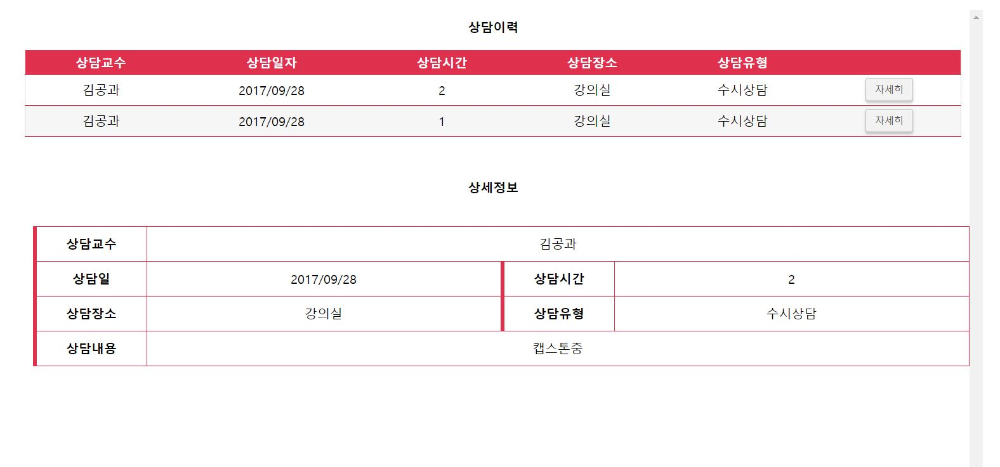 상담이력
상담교수 상담일자 상담시간 상담장소 상담유형
김공과 2017/09/28 2 강의실 수시상담 자세히
김공과 2017/09/28 1 강의실 수시상담 자세히
상세정보
상담교수 김공과
상담일 2017/09/28 상담시간 2
상담장소 강의실 상담유형 수시상담
상담내용 캡스톤중